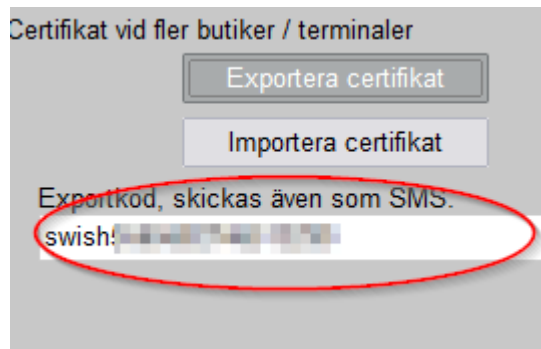 Certifikat vid fler butiker / terminaler
Exportera certifikat
Importera certifikat
Exportkod, skickas även som SMS.
swish